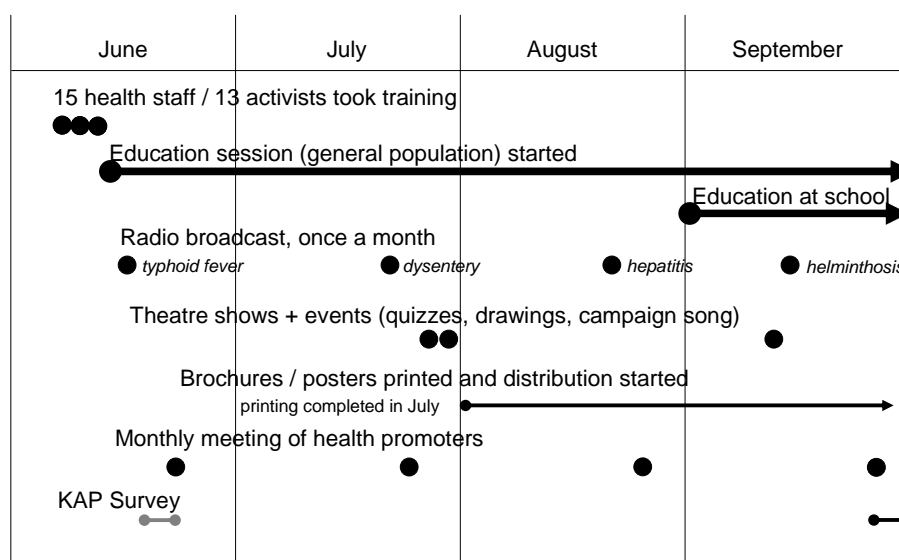 June July August September
15 health staff / 13 activists took training
Education session (general population) started
Education at school
Radio broadcast, once a month
typhoid fever dysentery hepatitis helminthosis
Theatre shows + events (quizzes, drawings, campaign song)
Brochures / posters printed and distribution started
printing completed in July
Monthly meeting of health promoters
KAP Survey